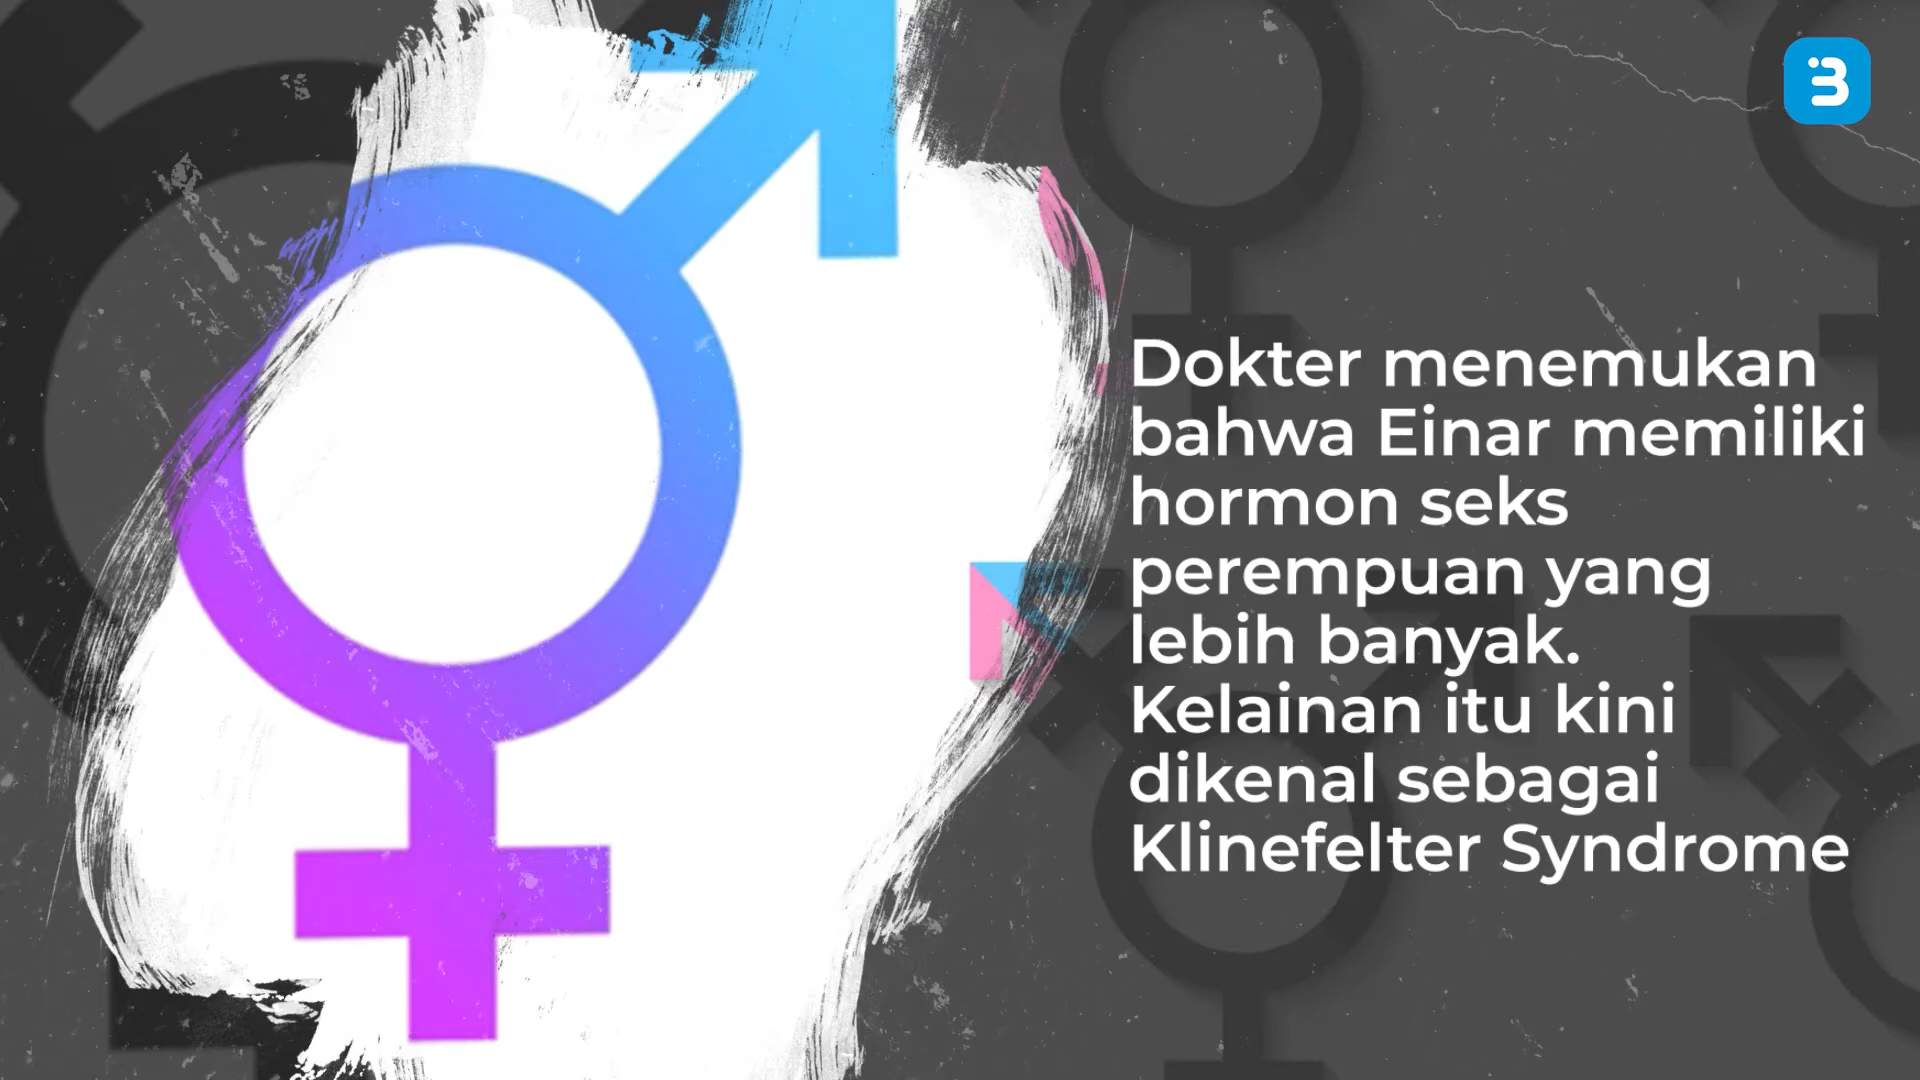 Dokter menemukan
bahwa Einar memiliki
hormon seks
perempuan yang
lebih banyak.
Kelainan itu kini
dikenal sebagai
Klinefelter Syndrome